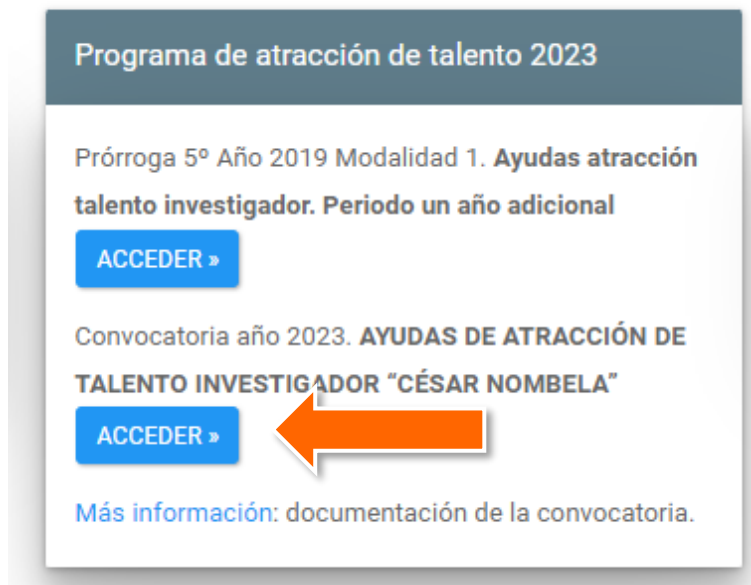 Programa de atracción de talento 2023
Prórroga 5º Año 2019 Modalidad 1. Ayudas atracción
talento investigador. Periodo un año adicional
ACCEDER »
Convocatoria año 2023. AYUDAS DE ATRACCIÓN DE
TALENTO INVESTIGADOR “CÉSAR NOMBELA”
ACCEDER »
Más información: documentación de la convocatoria.